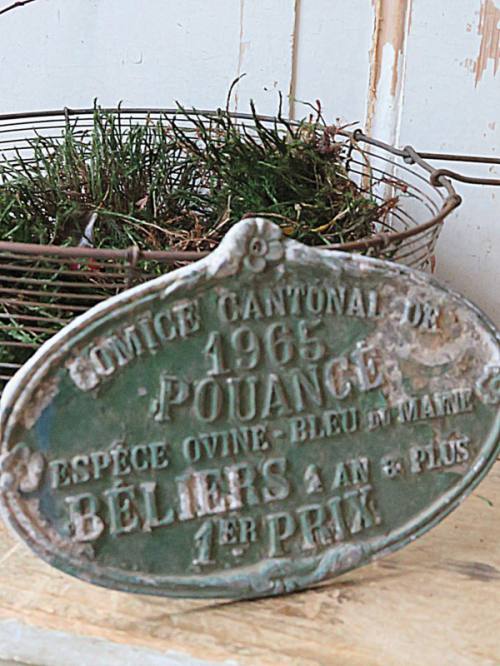 COMICE CANTONAL DE
1965
POUANCÉ
ESPÈCE OVINE-BLEU DU MAINE
BÉLIERS 1 AN & PLUS
1ER PRIX